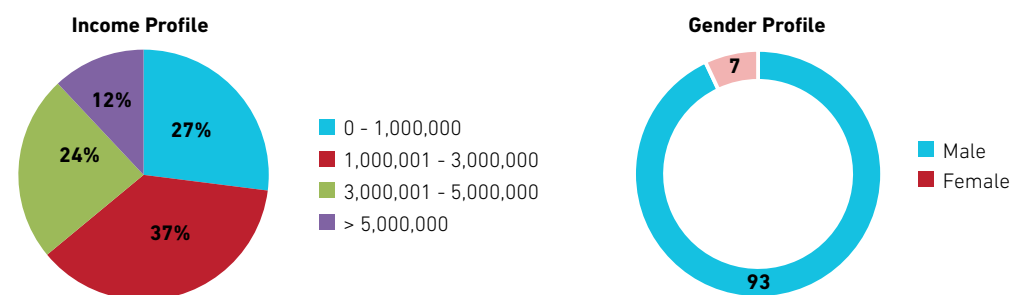 Income Profile
27%
37%
24%
12%
0 - 1,000,000
1,000,001 - 3,000,000
3,000,001 - 5,000,000
> 5,000,000
Gender Profile
7
93
Male
Female